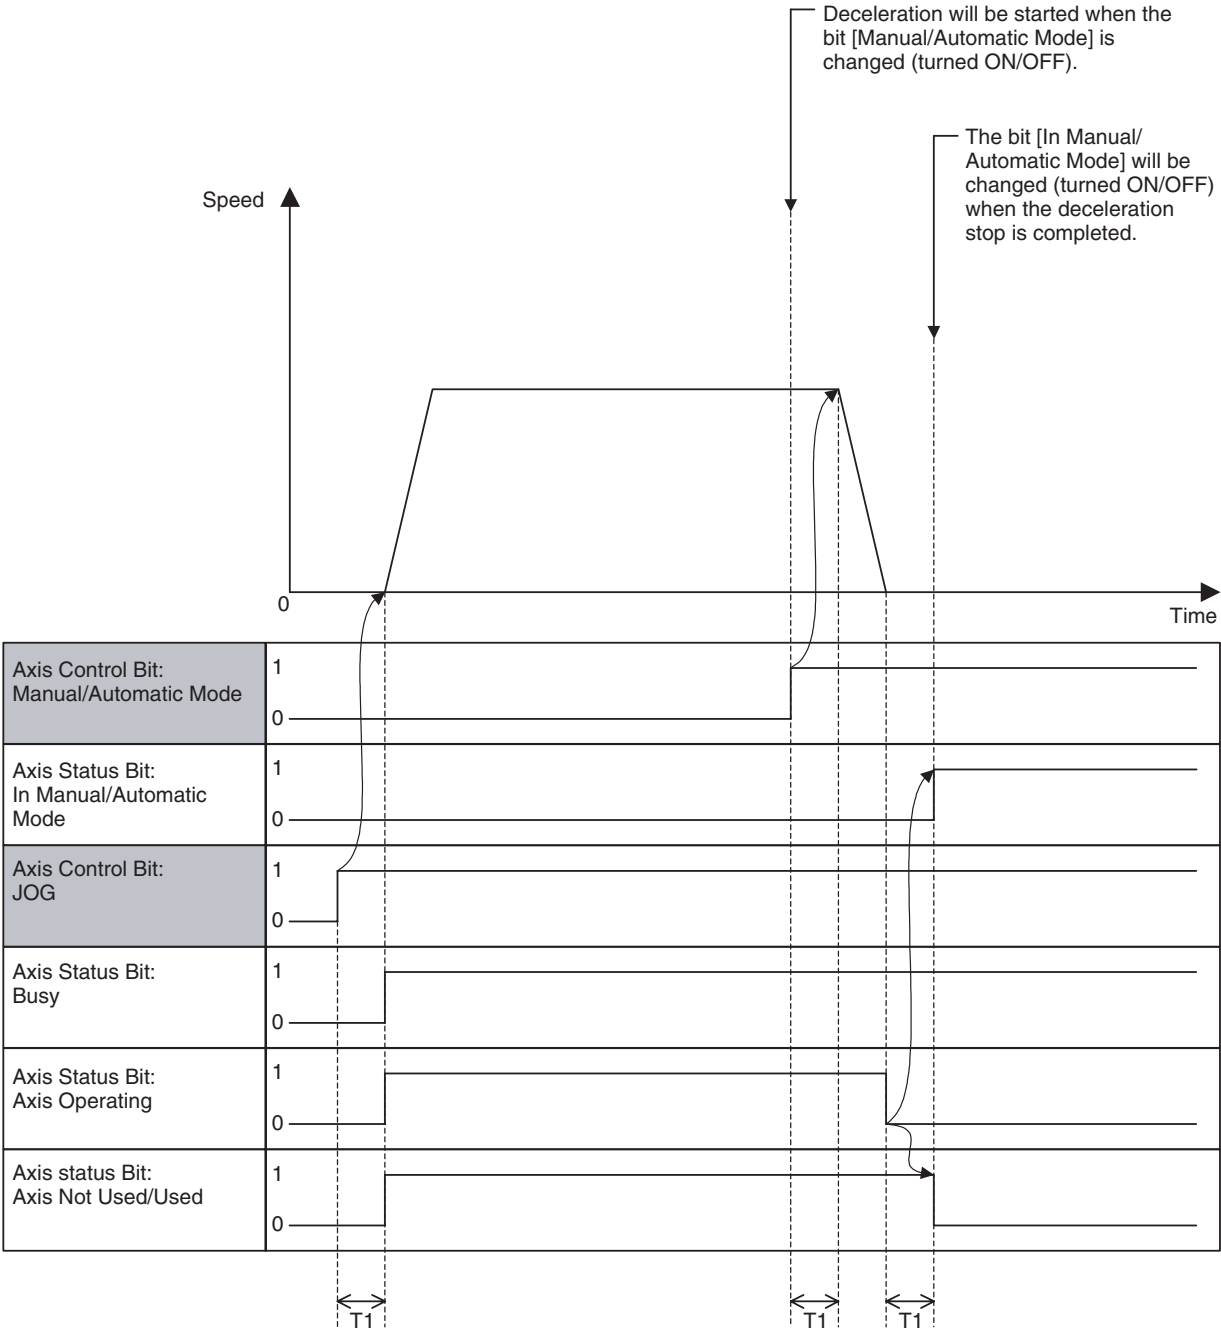 Deceleration will be started when the
bit [Manual/Automatic Mode] is
changed (turned ON/OFF).
The bit [In Manual/
Automatic Mode] will be
changed (turned ON/OFF)
when the deceleration
stop is completed.
Speed
0
Time
Axis Control Bit:
Manual/Automatic Mode
1
0
Axis Status Bit:
In Manual/Automatic
Mode
1
0
Axis Control Bit:
JOG
1
0
Axis Status Bit:
Busy
1
0
Axis Status Bit:
Axis Operating
1
0
Axis status Bit:
Axis Not Used/Used
1
0
T1
T1
T1